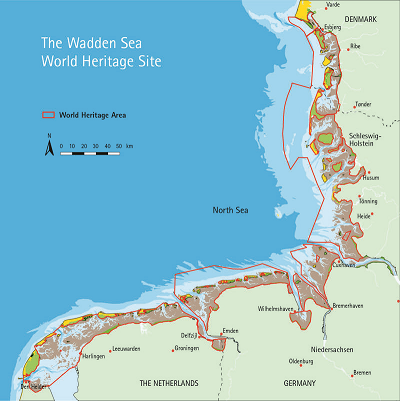 The Wadden Sea
World Heritage Site
World Heritage Area
N
0 10 20 30 40 50 km
Varde
DENMARK
Esbjerg
Ribe
Tønder
Schleswig-
Holstein
Husum
Tönning
Heide
North Sea
Cuxhaven
Bremerhaven
Wilhelmshaven
Emden
Delfzijl
Groningen
Leeuwarden
Harlingen
Den Helder
Niedersachsen
Oldenburg
Bremen
THE NETHERLANDS
GERMANY